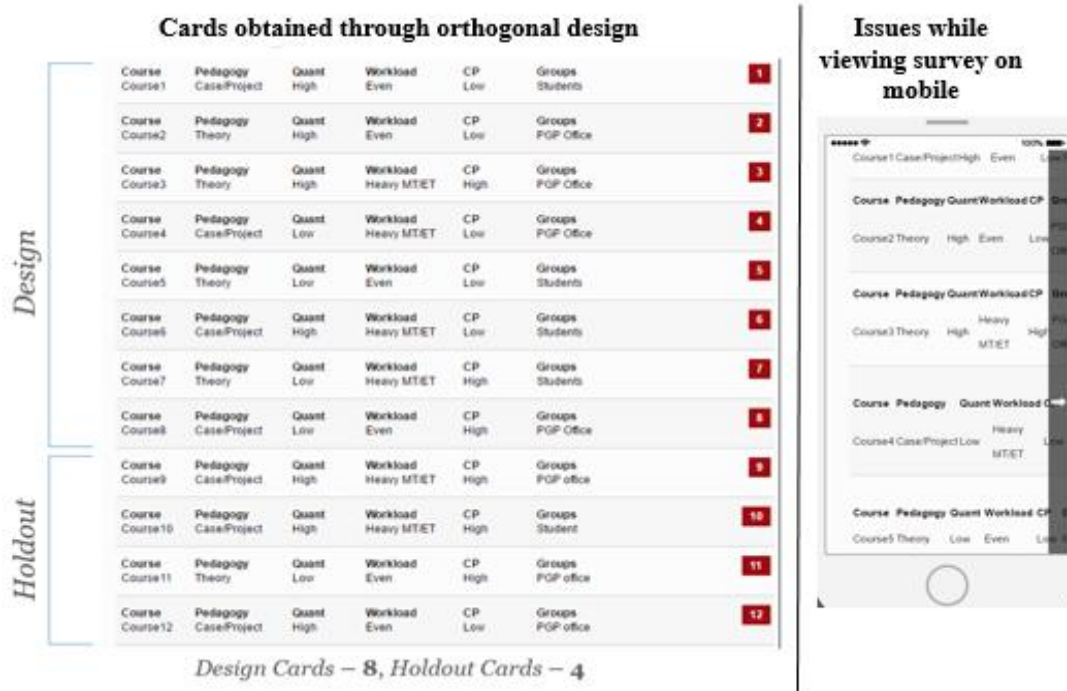 Cards obtained through orthogonal design
Course Pedagogy Quant Workload CP Groups
Course1 Case/Project High Even Low Students 1
Course Pedagogy Quant Workload CP Groups
Course2 Theory High Even Low PGP Office 2
Course Pedagogy Quant Workload CP Groups
Course3 Theory High Heavy MT/ET High PGP Office 3
Course Pedagogy Quant Workload CP Groups
Course4 Case/Project Low Heavy MT/ET Low PGP Office 4
Course Pedagogy Quant Workload CP Groups
Course5 Theory Low Even Low Students 5
Course Pedagogy Quant Workload CP Groups
Course6 Case/Project High Heavy MT/ET Low Students 6
Course Pedagogy Quant Workload CP Groups
Course7 Theory Low Heavy MT/ET High Students 7
Course Pedagogy Quant Workload CP Groups
Course8 Case/Project Low Even High PGP Office 8
Course Pedagogy Quant Workload CP Groups
Course9 Case/Project High Heavy MT/ET High PGP office 9
Course Pedagogy Quant Workload CP Groups
Course10 Case/Project High Heavy MT/ET High Student 10
Course Pedagogy Quant Workload CP Groups
Course11 Theory Low Even High PGP office 11
Course Pedagogy Quant Workload CP Groups
Course12 Case/Project High Even Low PGP office 12
Design
Holdout
Design Cards – 8, Holdout Cards – 4
Issues while
viewing survey on
mobile
100%
Course1 Case/Project High Even
Course Pedagogy Quant Workload CP
Course2 Theory High Even Low
Course Pedagogy Quant Workload CP
Heavy
Course3 Theory High High
MT/ET
Course Pedagogy Quant Workload
Heavy
Course4 Case/Project Low
MT/ET
Course Pedagogy Quant Workload CP
Course5 Theory Low Even